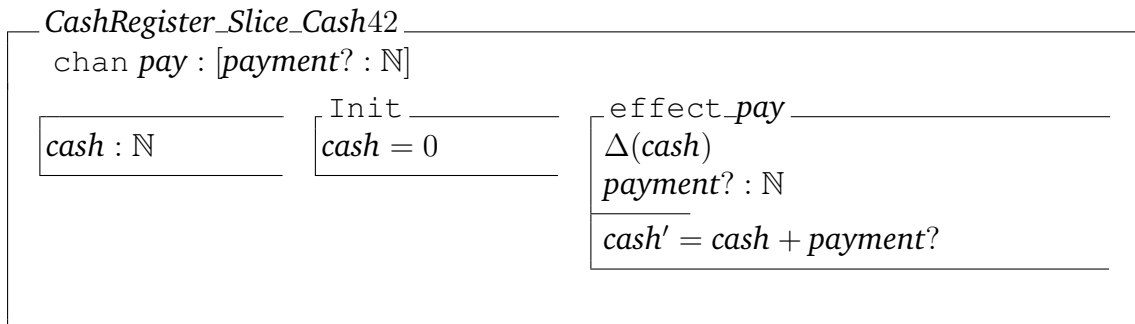 CashRegister_Slice_Cash42
chan pay : [payment? : ℕ]
cash : ℕ
Init
cash = 0
effect_pay
Δ(cash)
payment? : ℕ
cash′ = cash + payment?